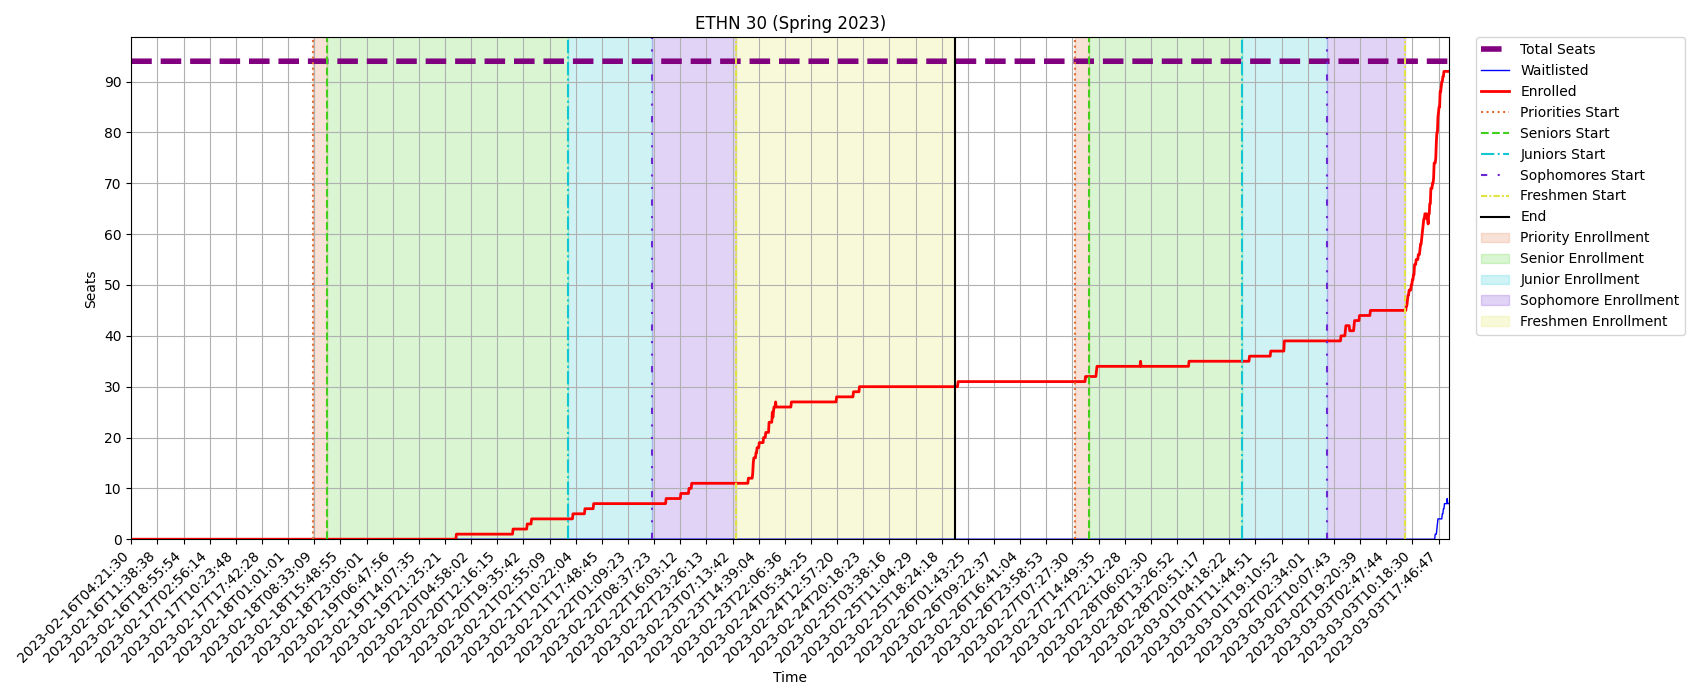 ETHN 30 (Spring 2023)
Seats
90
80
70
60
50
40
30
20
10
0
2023-02-16T04:21:30
2023-02-16T11:38:38
2023-02-16T18:55:54
2023-02-17T02:56:14
2023-02-17T10:23:48
2023-02-17T17:42:28
2023-02-18T01:01:01
2023-02-18T08:33:09
2023-02-18T15:48:55
2023-02-18T23:05:01
2023-02-19T06:47:56
2023-02-19T14:07:35
2023-02-19T21:25:21
2023-02-20T04:58:02
2023-02-20T12:16:15
2023-02-20T19:35:42
2023-02-21T02:55:09
2023-02-21T10:22:04
2023-02-21T17:48:45
2023-02-22T01:09:23
2023-02-22T08:37:23
2023-02-22T16:03:12
2023-02-22T23:26:13
2023-02-23T07:13:42
2023-02-23T14:39:04
2023-02-23T22:06:36
2023-02-24T05:34:25
2023-02-24T12:57:20
2023-02-24T20:18:23
2023-02-25T03:38:16
2023-02-25T11:04:29
2023-02-25T18:24:18
2023-02-26T01:43:25
2023-02-26T09:22:37
2023-02-26T16:41:04
2023-02-26T23:58:53
2023-02-27T07:27:30
2023-02-27T14:49:35
2023-02-27T22:12:28
2023-02-28T06:02:30
2023-02-28T13:26:52
2023-02-28T20:51:17
2023-03-01T04:18:22
2023-03-01T11:44:51
2023-03-01T19:10:52
2023-03-02T02:34:01
2023-03-02T10:07:43
2023-03-02T19:20:39
2023-03-03T02:47:44
2023-03-03T10:18:30
2023-03-03T17:46:47
Time
Total Seats
Waitlisted
Enrolled
Priorities Start
Seniors Start
Juniors Start
Sophomores Start
Freshmen Start
End
Priority Enrollment
Senior Enrollment
Junior Enrollment
Sophomore Enrollment
Freshmen Enrollment